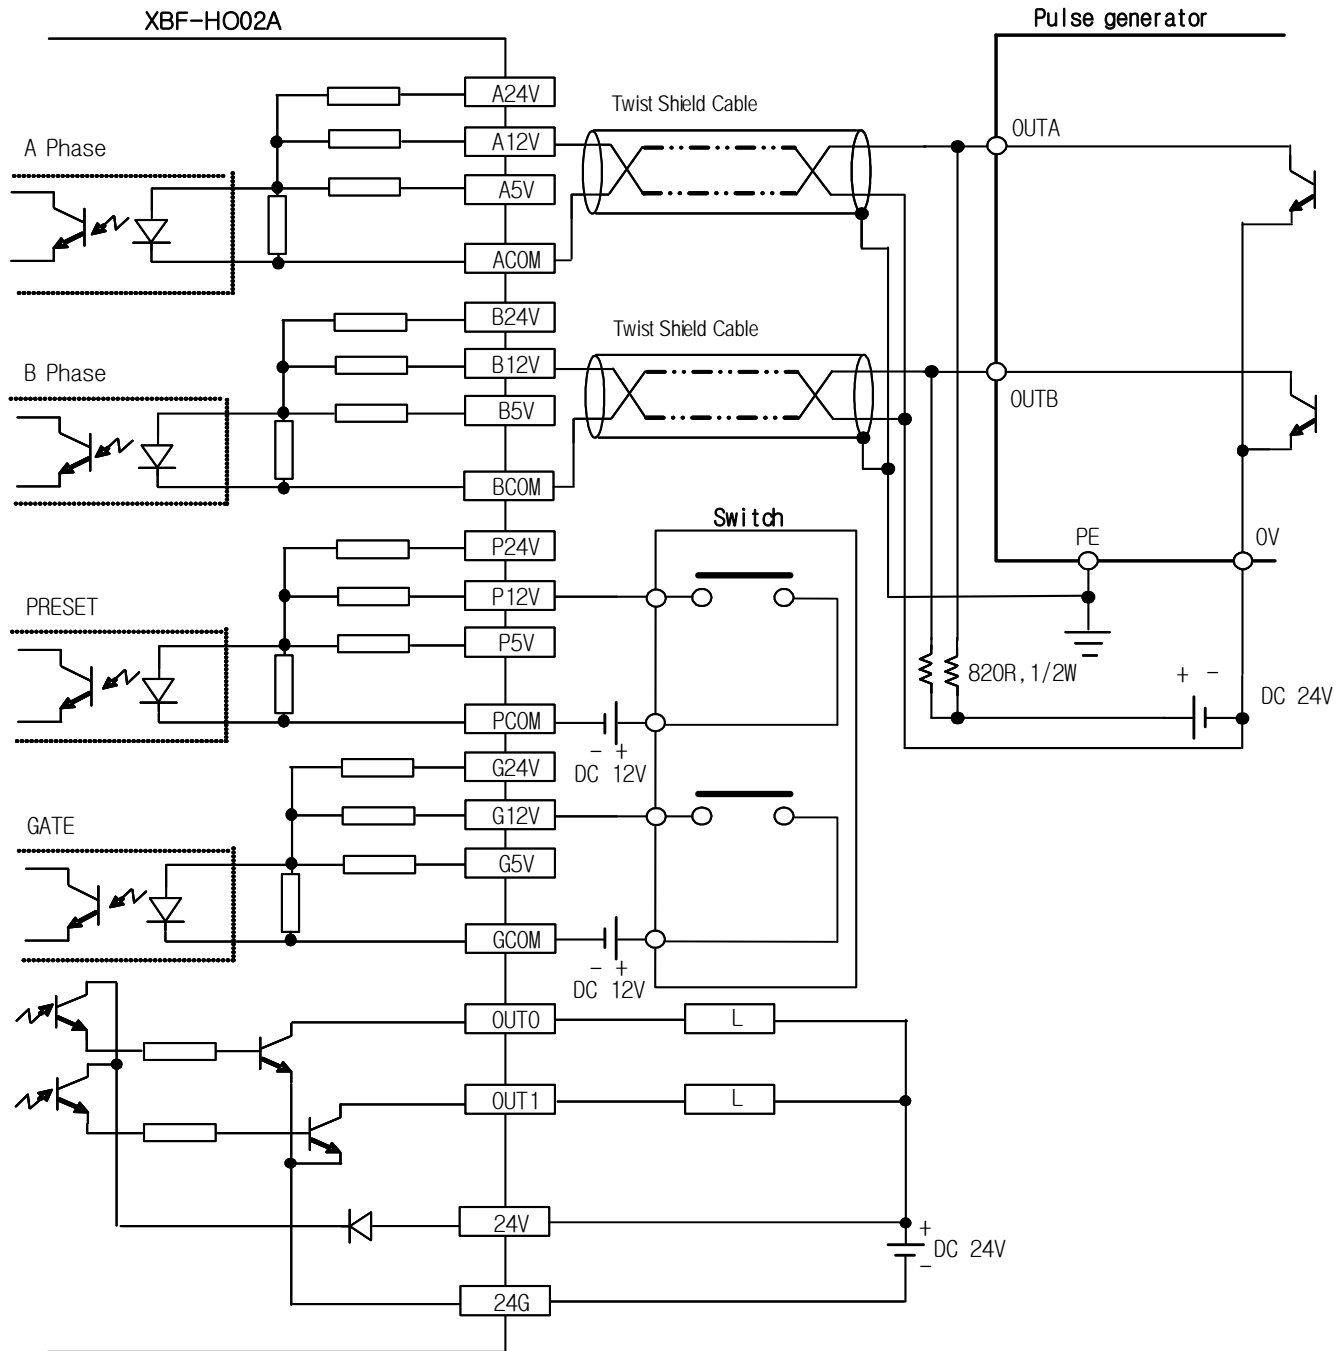 XBF-HO02A
Pulse generator
A24V
Twist Shield Cable
OUTA
A12V
A Phase
A5V
ACOM
B24V
Twist Shield Cable
B12V
B Phase
B5V
OUTB
BCOM
Switch
P24V
PE
0V
P12V
PRESET
P5V
820R,1/2W
+ -
DC 24V
PCOM
- +
G24V
DC 12V
G12V
GATE
G5V
GCOM
- +
DC 12V
OUT0
L
OUT1
L
24V
+
DC 24V
-
24G